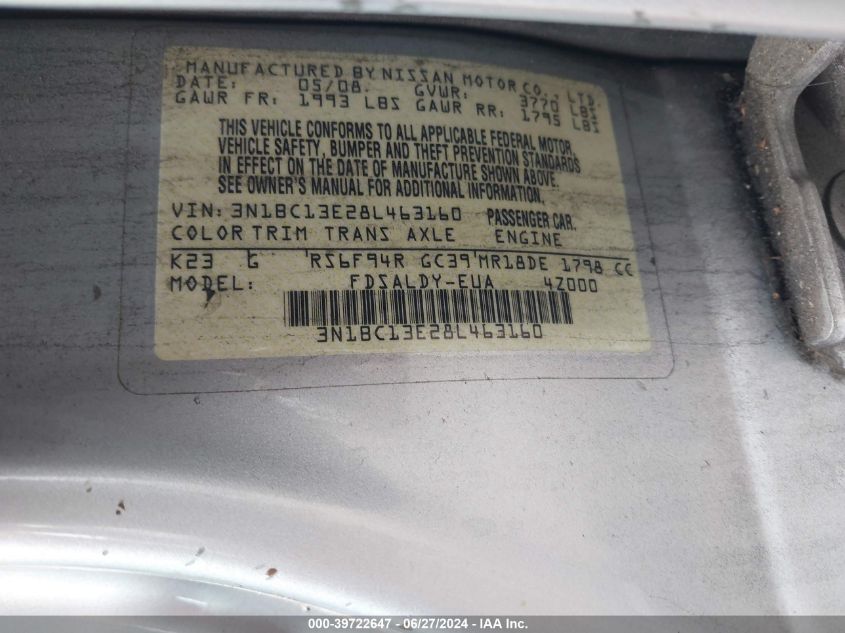 MANUFACTURED BY NISSAN MOTOR CO., LTD.
DATE: 05/08. GVWR: 3770 LBS
GAWR FR: 1993 LBS GAWR RR: 1795 LBS
THIS VEHICLE CONFORMS TO ALL APPLICABLE FEDERAL MOTOR
VEHICLE SAFETY, BUMPER AND THEFT PREVENTION STANDARDS
IN EFFECT ON THE DATE OF MANUFACTURE SHOWN ABOVE.
SEE OWNER'S MANUAL FOR ADDITIONAL INFORMATION.
VIN: 3N1BC13E28L463160 PASSENGER CAR.
COLOR TRIM TRANS AXLE ENGINE
K23 G RS6F94R GC39 MR18DE 1798 CC
MODEL: FDSALDY-EUA 4Z000
3N1BC13E28L463160
000-39722647 - 06/27/2024 - IAAI.COM